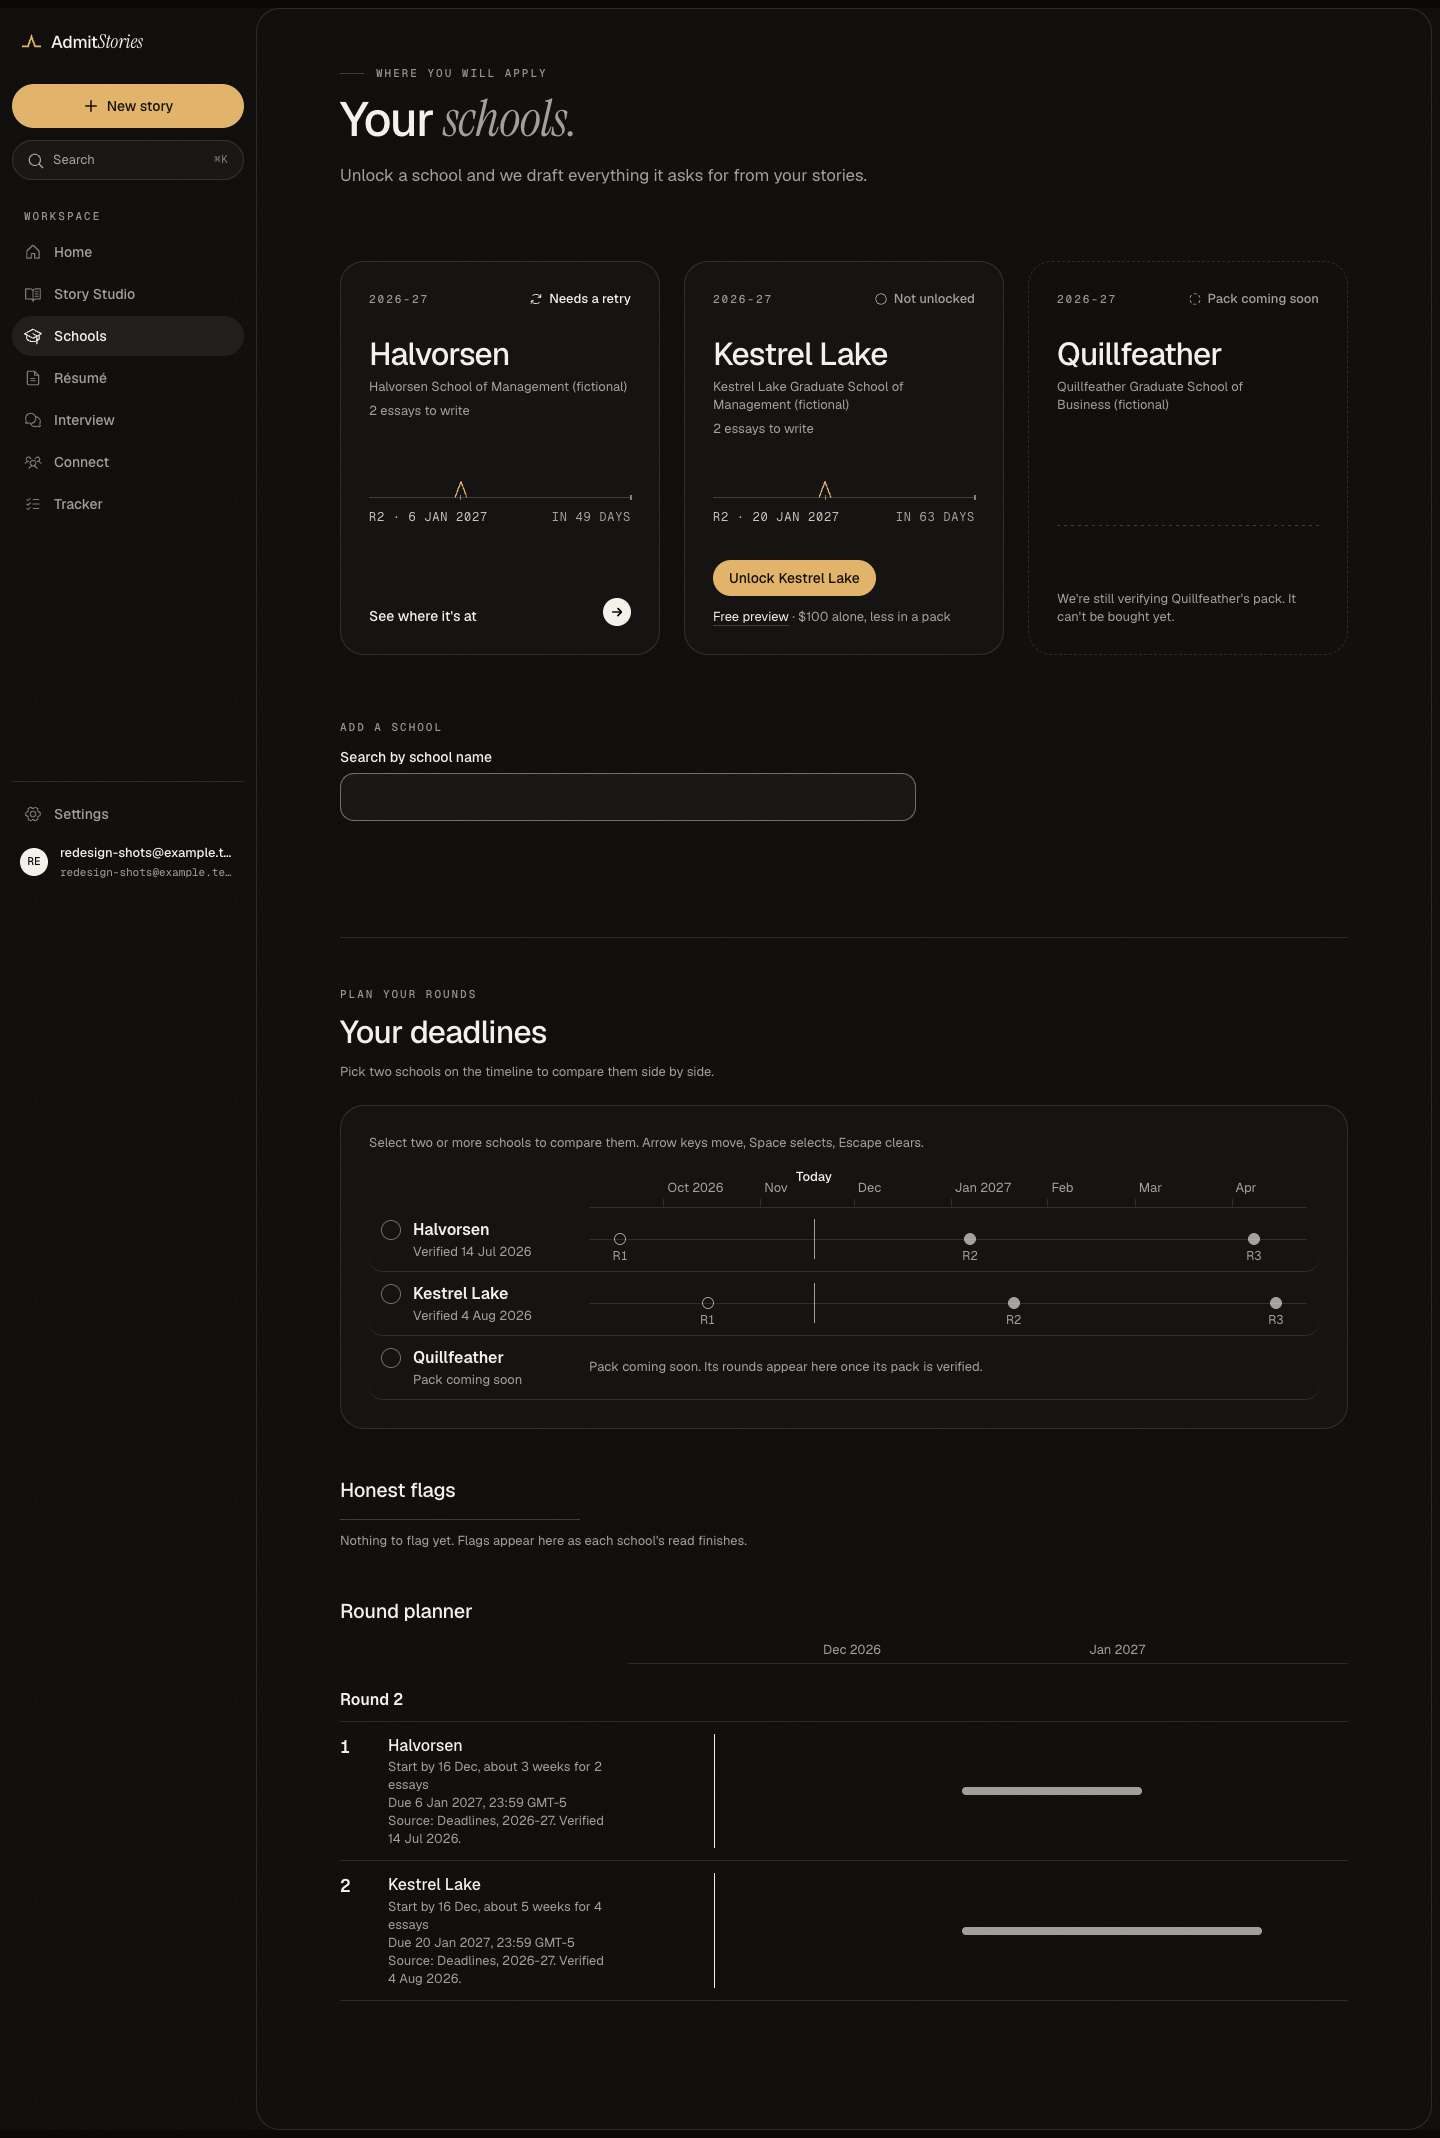 AdmitStories
New story
Search ⌘K
WORKSPACE
Home
Story Studio
Schools
Résumé
Interview
Connect
Tracker
Settings
RE
redesign-shots@example.t…
redesign-shots@example.te…
WHERE YOU WILL APPLY
Your schools.
Unlock a school and we draft everything it asks for from your stories.
2026-27 Needs a retry
Halvorsen
Halvorsen School of Management (fictional)
2 essays to write
R2 · 6 JAN 2027 IN 49 DAYS
See where it's at
2026-27 Not unlocked
Kestrel Lake
Kestrel Lake Graduate School of
Management (fictional)
2 essays to write
R2 · 20 JAN 2027 IN 63 DAYS
Unlock Kestrel Lake
Free preview · $100 alone, less in a pack
2026-27 Pack coming soon
Quillfeather
Quillfeather Graduate School of
Business (fictional)
We're still verifying Quillfeather's pack. It
can't be bought yet.
ADD A SCHOOL
Search by school name
PLAN YOUR ROUNDS
Your deadlines
Pick two schools on the timeline to compare them side by side.
Select two or more schools to compare them. Arrow keys move, Space selects, Escape clears.
Today
Oct 2026 Nov Dec Jan 2027 Feb Mar Apr
Halvorsen
Verified 14 Jul 2026
R1 R2 R3
Kestrel Lake
Verified 4 Aug 2026
R1 R2 R3
Quillfeather
Pack coming soon
Pack coming soon. Its rounds appear here once its pack is verified.
Honest flags
Nothing to flag yet. Flags appear here as each school's read finishes.
Round planner
Dec 2026 Jan 2027
Round 2
1 Halvorsen
Start by 16 Dec, about 3 weeks for 2
essays
Due 6 Jan 2027, 23:59 GMT-5
Source: Deadlines, 2026-27. Verified
14 Jul 2026.
2 Kestrel Lake
Start by 16 Dec, about 5 weeks for 4
essays
Due 20 Jan 2027, 23:59 GMT-5
Source: Deadlines, 2026-27. Verified
4 Aug 2026.